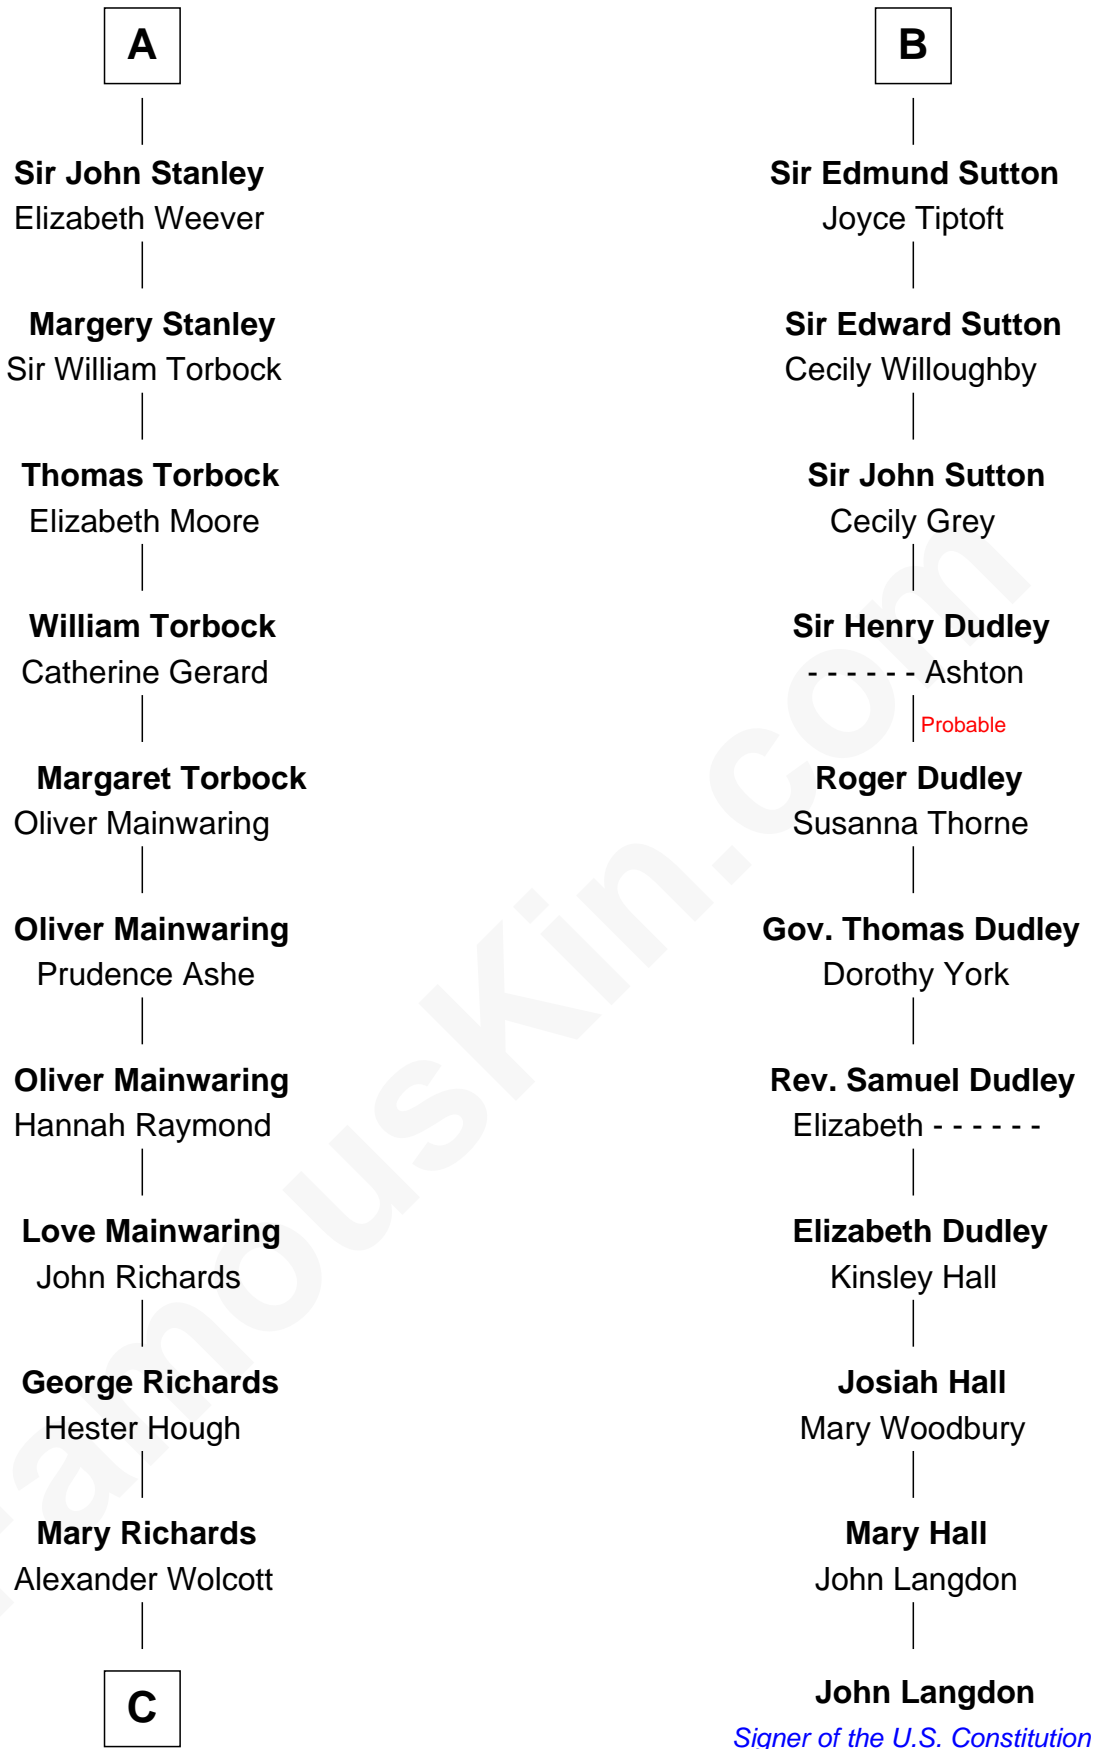 A
Sir John Stanley
Elizabeth Weever
Margery Stanley
Sir William Torbock
Thomas Torbock
Elizabeth Moore
William Torbock
Catherine Gerard
Margaret Torbock
Oliver Mainwaring
Oliver Mainwaring
Prudence Ashe
Oliver Mainwaring
Hannah Raymond
Love Mainwaring
John Richards
George Richards
Hester Hough
Mary Richards
Alexander Wolcott
C
B
Sir Edmund Sutton
Joyce Tiptoft
Sir Edward Sutton
Cecily Willoughby
Sir John Sutton
Cecily Grey
Sir Henry Dudley
- - - - - - Ashton
Probable
Roger Dudley
Susanna Thorne
Gov. Thomas Dudley
Dorothy York
Rev. Samuel Dudley
Elizabeth - - - - - -
Elizabeth Dudley
Kinsley Hall
Josiah Hall
Mary Woodbury
Mary Hall
John Langdon
John Langdon
Signer of the U.S. Constitution
FamousKin.com